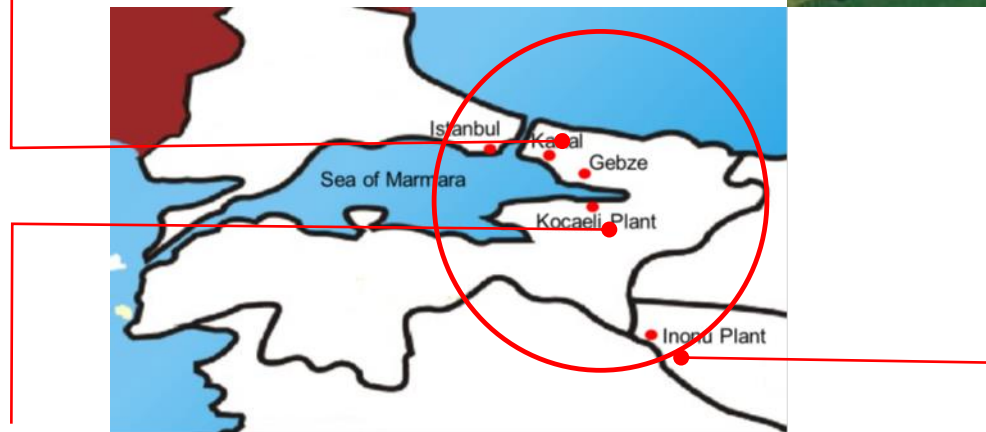 Istanbul
Gebze
Sea of Marmara
Kocaeli Plant
Inonu Plant